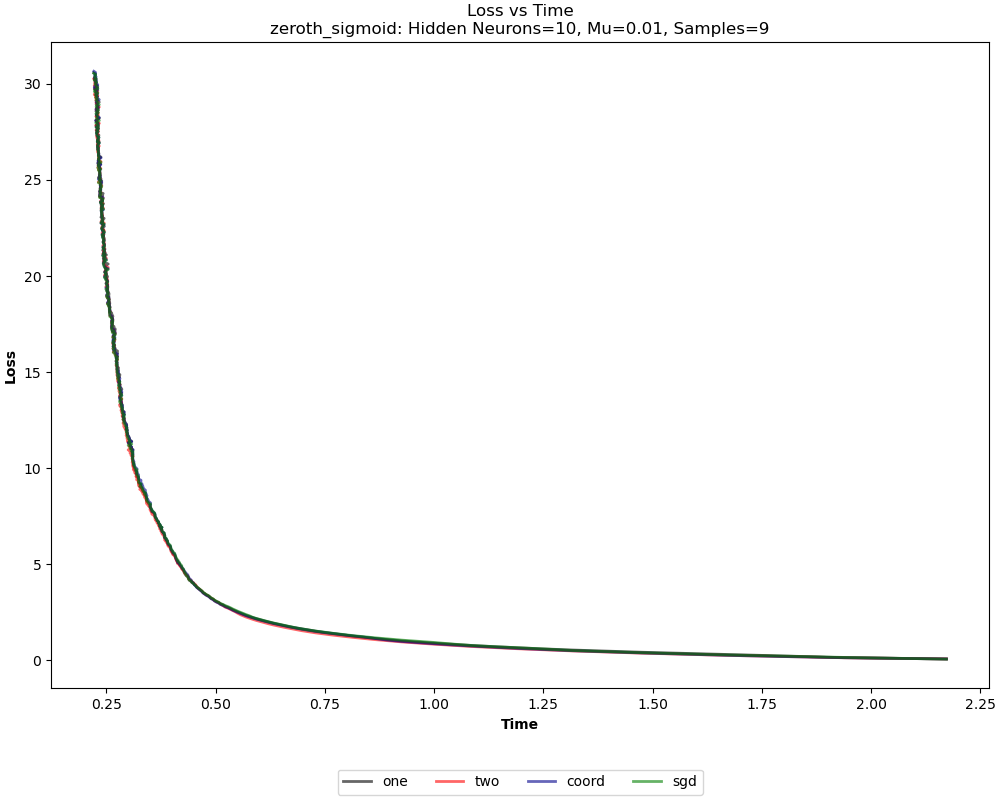 Loss vs Time
zeroth_sigmoid: Hidden Neurons=10, Mu=0.01, Samples=9
Loss
30
25
20
15
10
5
0
0.25 0.50 0.75 1.00 1.25 1.50 1.75 2.00 2.25
Time
one two coord sgd